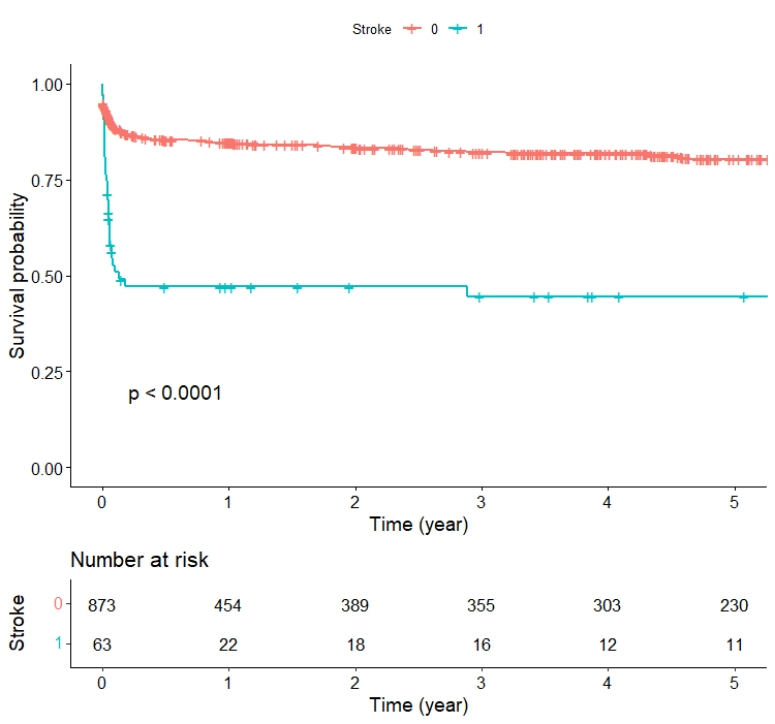 Stroke 0 1
1.00
0.75
0.50
0.25
0.00
Survival probability
p < 0.0001
0 1 2 3 4 5
Time (year)
Number at risk
Stroke
0 873 454 389 355 303 230
1 63 22 18 16 12 11
0 1 2 3 4 5
Time (year)